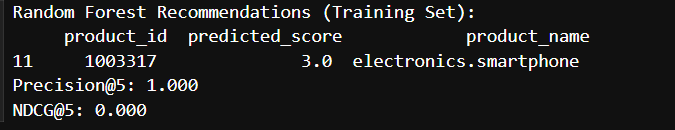 Random Forest Recommendations (Training Set):
product_id predicted_score product_name
11 1003317 3.0 electronics.smartphone
Precision@5: 1.000
NDCG@5: 0.000